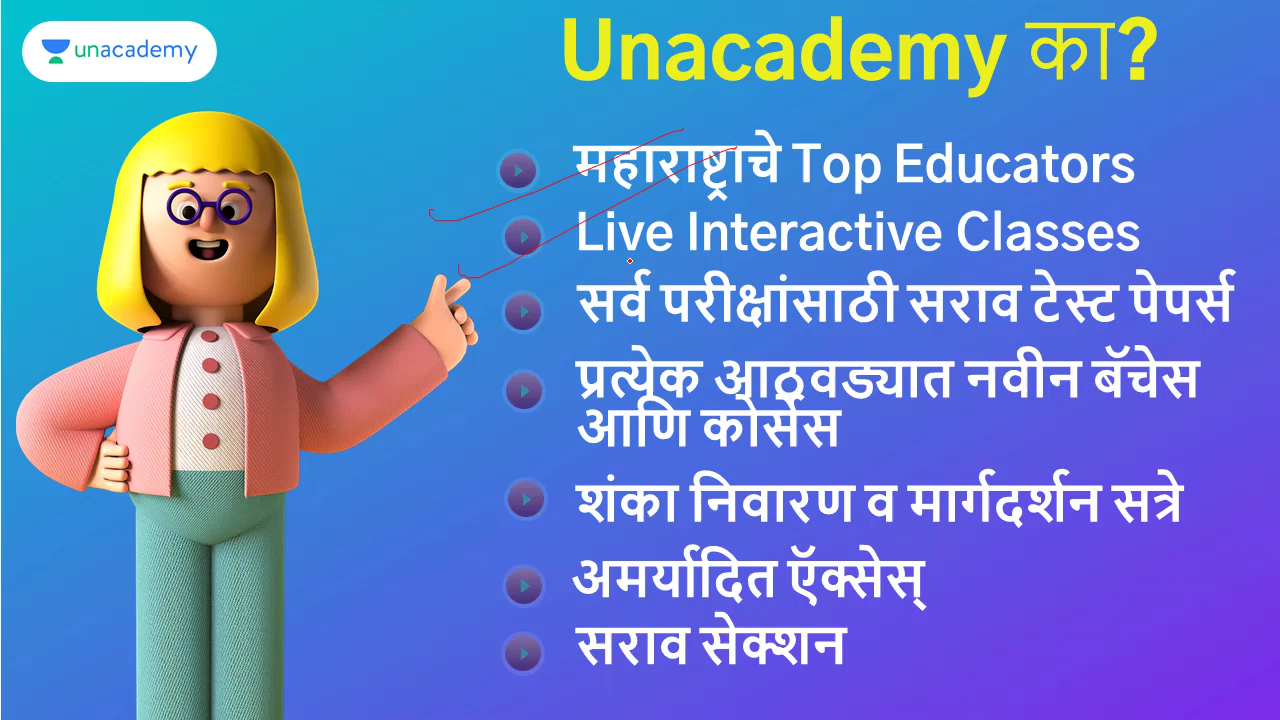 unacademy
Unacademy का?
महाराष्ट्राचे Top Educators
Live Interactive Classes
सर्व परीक्षांसाठी सराव टेस्ट पेपर्स
प्रत्येक आठवड्यात नवीन बॅचेस
आणि कोर्सेस
शंका निवारण व मार्गदर्शन सत्रे
अमर्यादित ऍक्सेस्
सराव सेक्शन